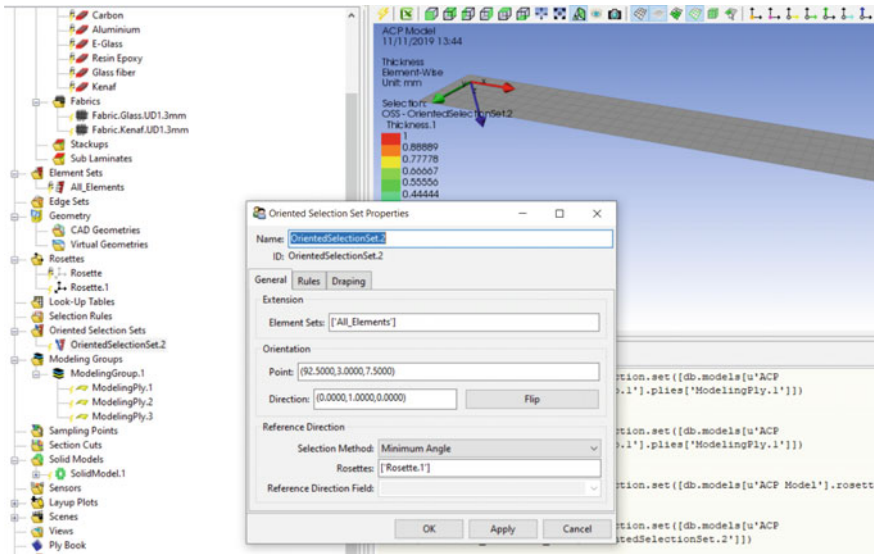 Carbon
Aluminium
E-Glass
Resin Epoxy
Glass fiber
Kenaf
Fabrics
Fabric.Glass.UD1.3mm
Fabric.Kenaf.UD1.3mm
Stackups
Sub Laminates
Element Sets
All_Elements
Edge Sets
Geometry
CAD Geometries
Virtual Geometries
Rosettes
Rosette
Rosette.1
Look-Up Tables
Selection Rules
Oriented Selection Sets
OrientedSelectionSet.2
Modeling Groups
ModelingGroup.1
ModelingPly.1
ModelingPly.2
ModelingPly.3
Sampling Points
Section Cuts
Solid Models
SolidModel.1
Sensors
Layup Plots
Scenes
Views
Ply Book
ACP Model
11/11/2019 13:44
Thickness
Element-Wise
Unit: mm
Selection:
OSS - OrientedSelectionSet.2
Thickness.1
1
0.88889
0.77778
0.66667
0.55556
0.44444
Oriented Selection Set Properties
Name: OrientedSelectionSet.2
ID: OrientedSelectionSet.2
General Rules Draping
Extension
Element Sets: ['All_Elements']
Orientation
Point: (92.5000,3.0000,7.5000)
Direction: (0.0000,1.0000,0.0000) Flip
Reference Direction
Selection Method: Minimum Angle
Rosettes: ['Rosette.1']
Reference Direction Field:
OK Apply Cancel
ction.set([db.models[u'ACP
.1'].plies['ModelingPly.1']])
ction.set([db.models[u'ACP
.1'].plies['ModelingPly.1']])
ction.set([db.models[u'ACP Model'].rosett
ction.set([db.models[u'ACP
tedSelectionSet.2']])